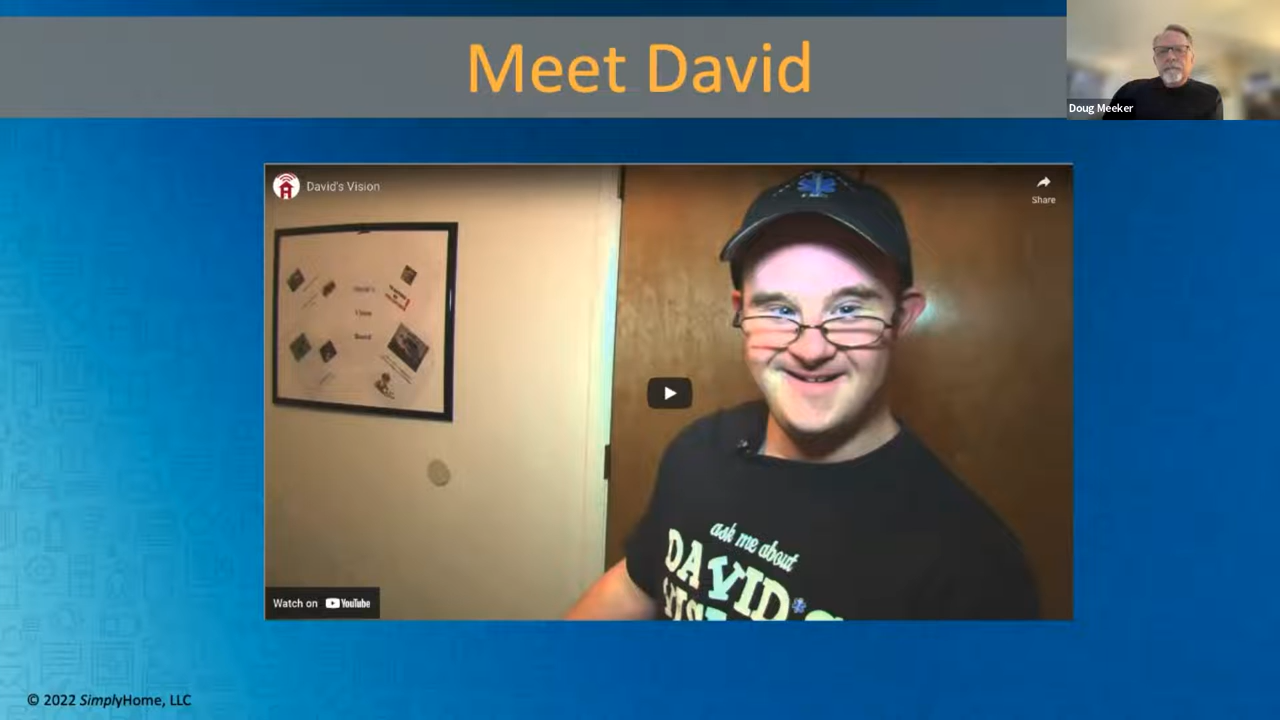 Meet David
Doug Meeker
David's Vision
Share
ask me about
DAVID'S
Watch on YouTube
© 2022 SimplyHome, LLC